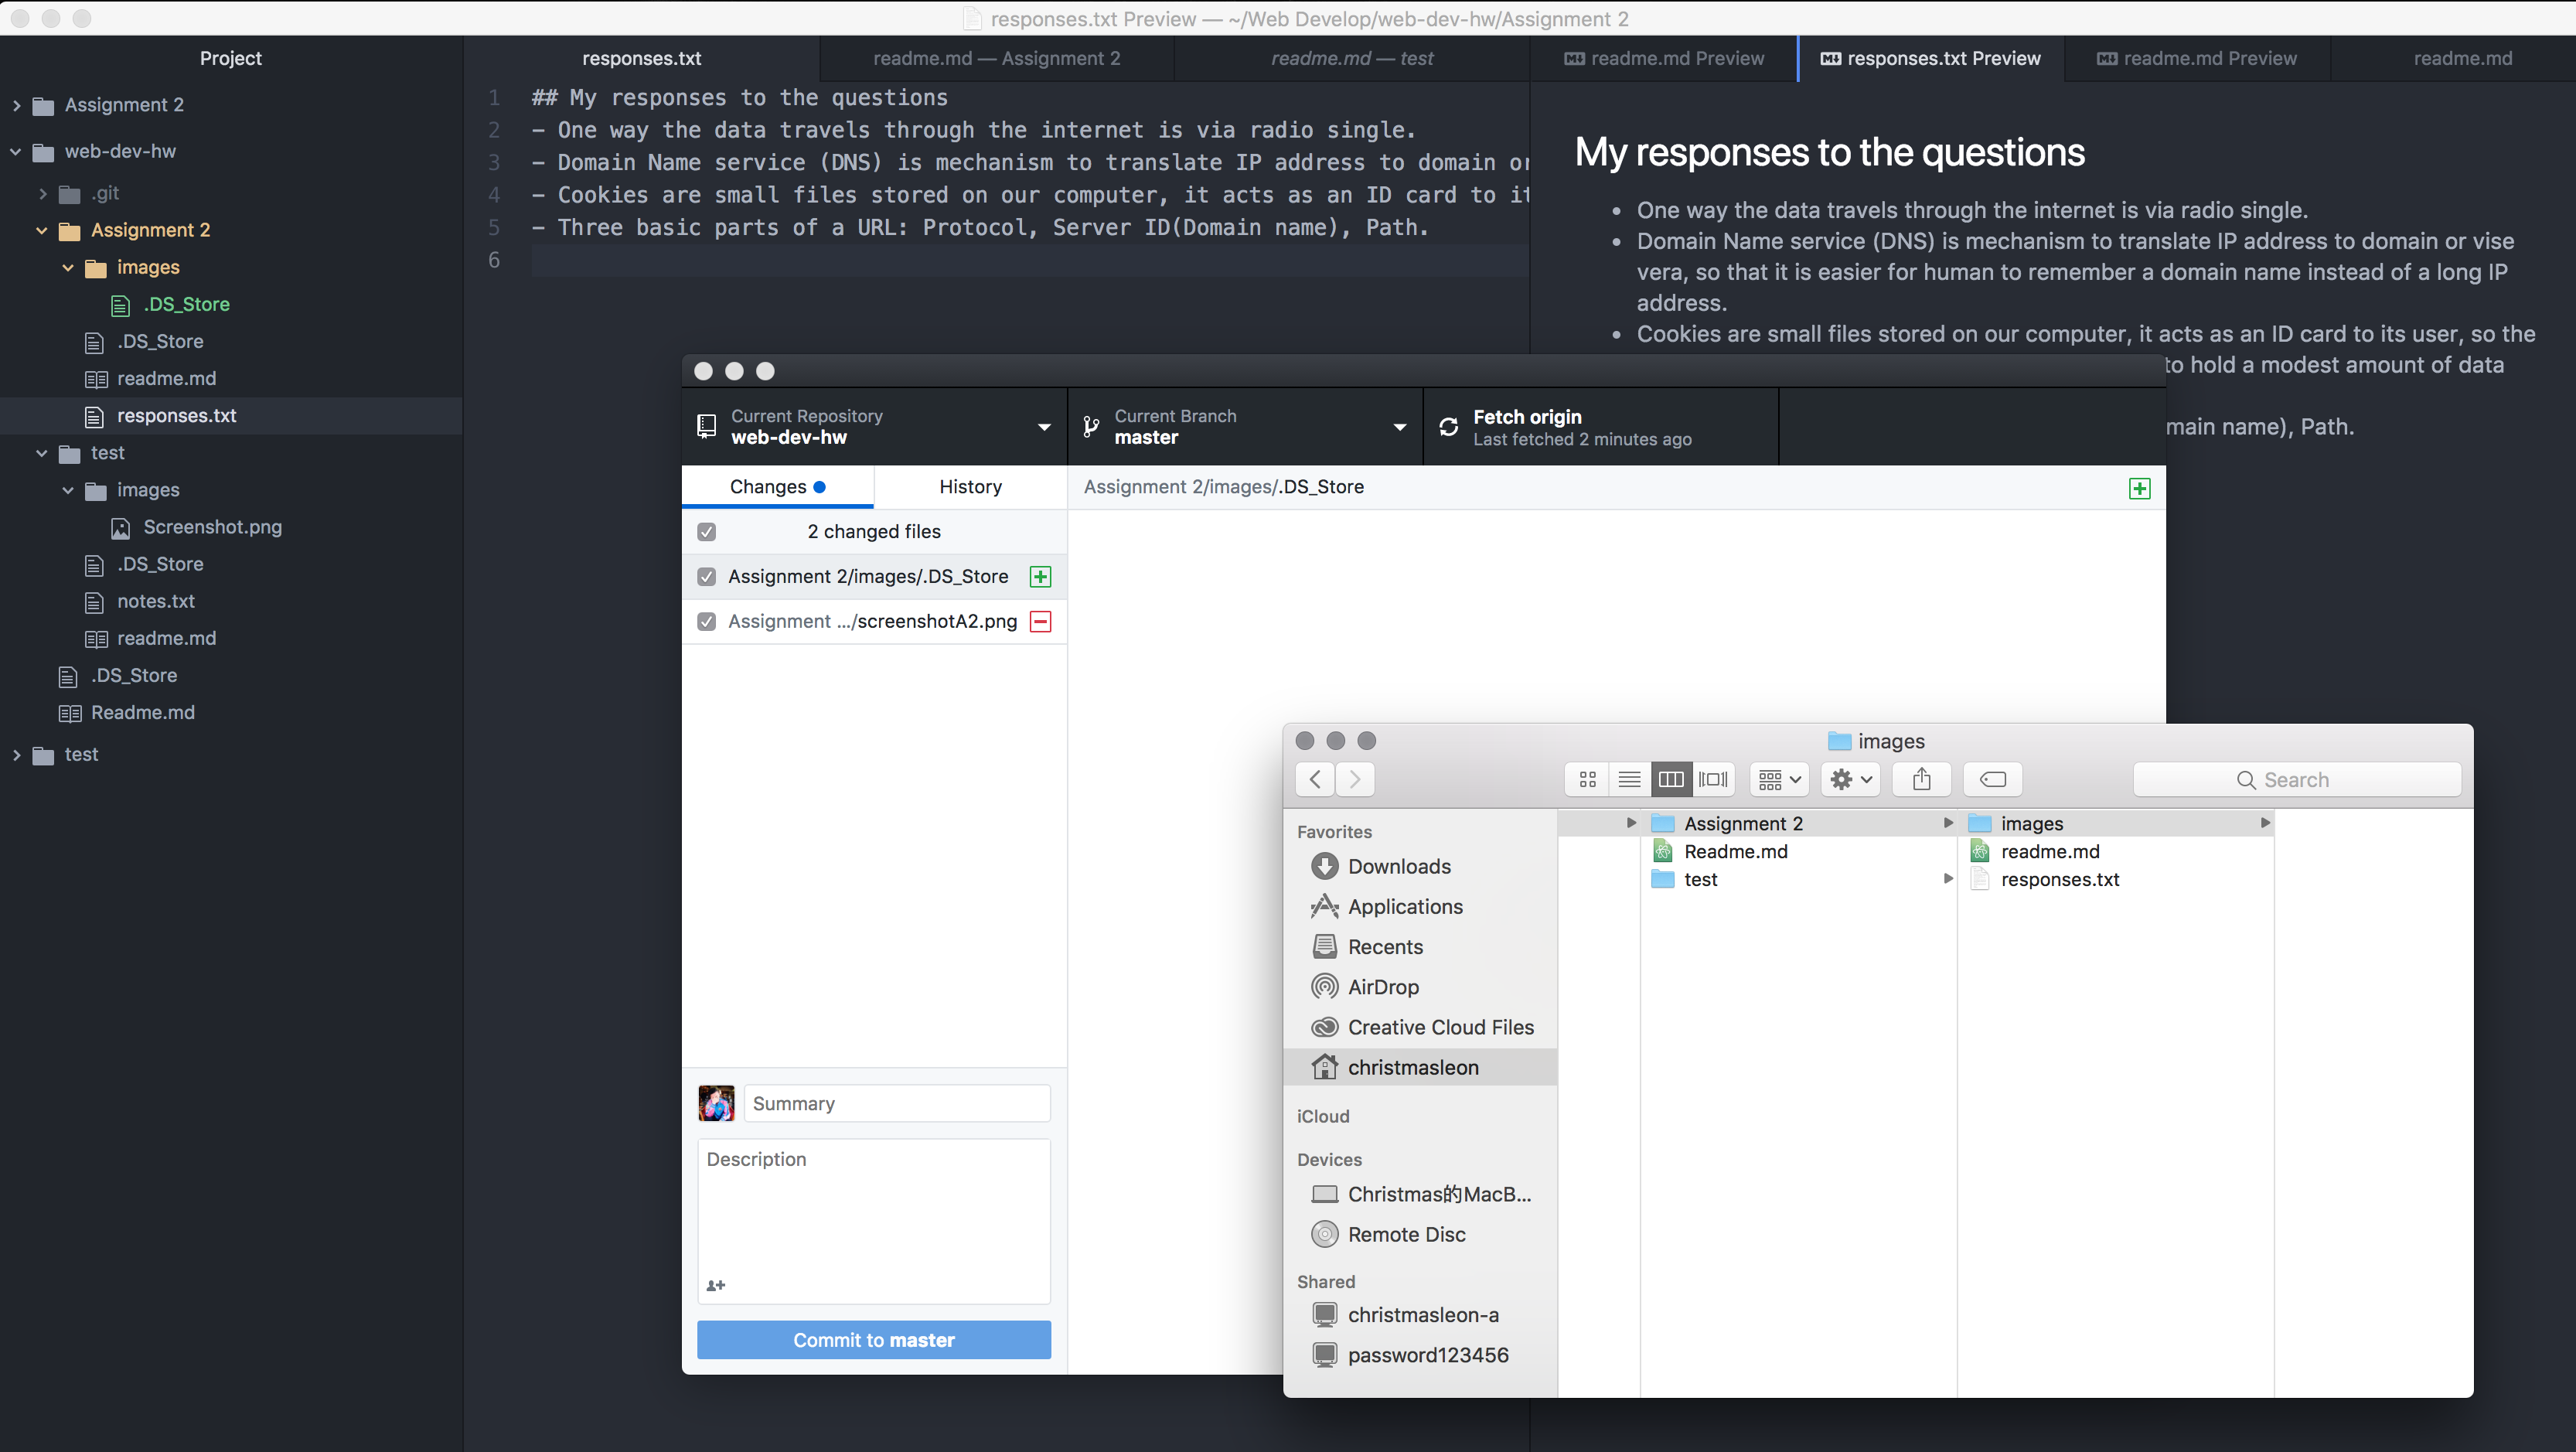 responses.txt Preview — ~/Web Develop/web-dev-hw/Assignment 2
Project
Assignment 2
web-dev-hw
.git
Assignment 2
images
.DS_Store
.DS_Store
readme.md
responses.txt
test
images
Screenshot.png
.DS_Store
notes.txt
readme.md
.DS_Store
Readme.md
test
responses.txt
readme.md — Assignment 2
readme.md — test
readme.md Preview
responses.txt Preview
readme.md Preview
readme.md
1 ## My responses to the questions
2 - One way the data travels through the internet is via radio single.
3 - Domain Name service (DNS) is mechanism to translate IP address to domain or
4 - Cookies are small files stored on our computer, it acts as an ID card to it
5 - Three basic parts of a URL: Protocol, Server ID(Domain name), Path.
6
My responses to the questions
• One way the data travels through the internet is via radio single.
• Domain Name service (DNS) is mechanism to translate IP address to domain or vise
vera, so that it is easier for human to remember a domain name instead of a long IP
address.
• Cookies are small files stored on our computer, it acts as an ID card to its user, so the
to hold a modest amount of data
main name), Path.
Current Repository
web-dev-hw
Current Branch
master
Fetch origin
Last fetched 2 minutes ago
Changes
History
Assignment 2/images/.DS_Store
2 changed files
Assignment 2/images/.DS_Store
Assignment .../screenshotA2.png
Summary
Description
Commit to master
images
Search
Favorites
Downloads
Applications
Recents
AirDrop
Creative Cloud Files
christmasleon
iCloud
Devices
Christmas的MacB...
Remote Disc
Shared
christmasleon-a
password123456
Assignment 2
Readme.md
test
images
readme.md
responses.txt